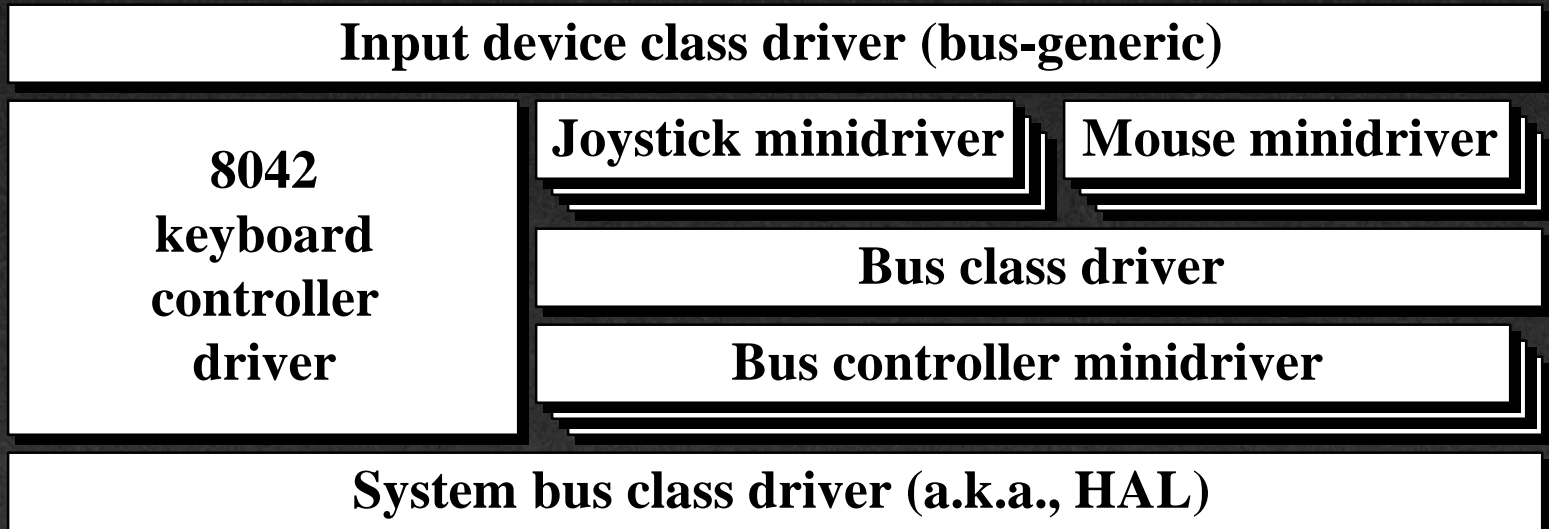 Input device class driver (bus-generic)
8042
keyboard
controller
driver
Joystick minidriver
Mouse minidriver
Bus class driver
Bus controller minidriver
System bus class driver (a.k.a., HAL)